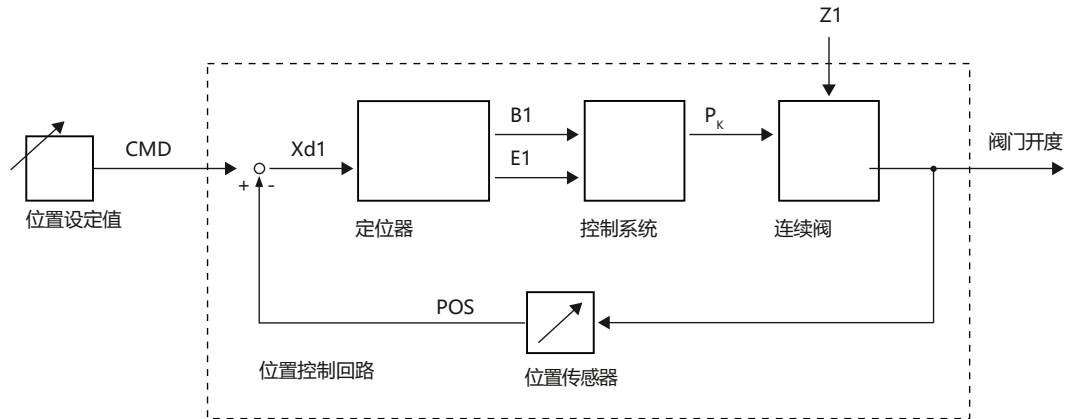 Z1
CMD
+
-
Xd1
B1
E1
PK
阀门开度
位置设定值
定位器
控制系统
连续阀
POS
位置控制回路
位置传感器